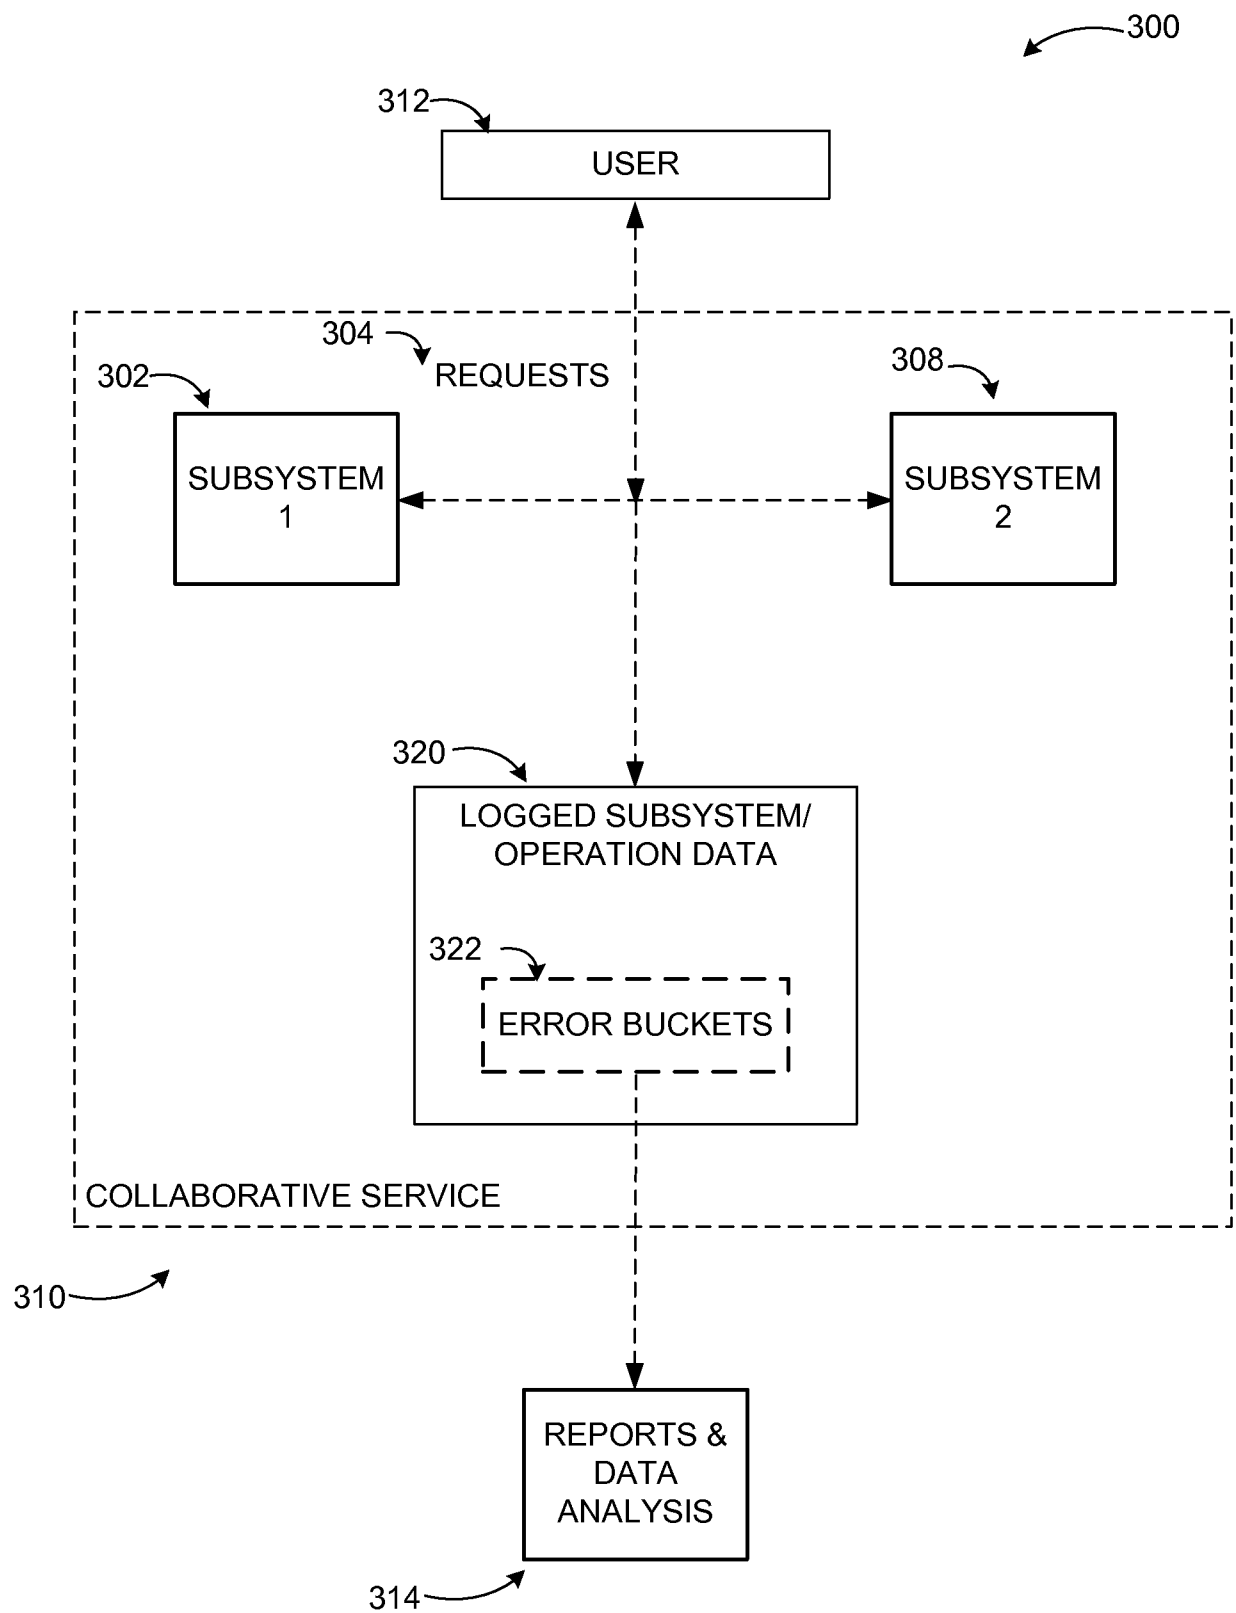 300
312
USER
304
REQUESTS
302
308
SUBSYSTEM
1
SUBSYSTEM
2
320
LOGGED SUBSYSTEM/
OPERATION DATA
322
ERROR BUCKETS
COLLABORATIVE SERVICE
310
REPORTS &
DATA
ANALYSIS
314